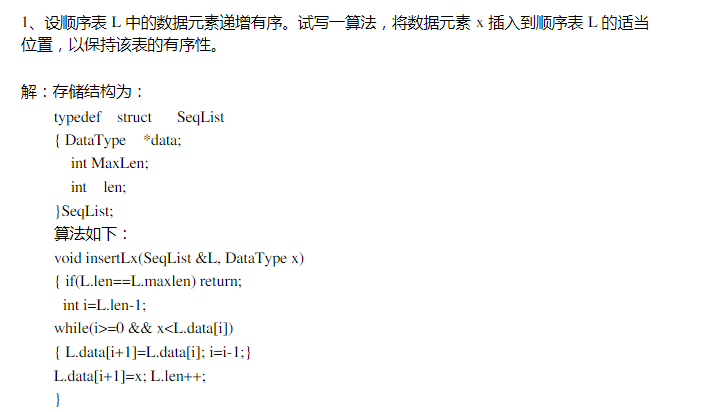 1、设顺序表 L 中的数据元素递增有序。试写一算法，将数据元素 x 插入到顺序表 L 的适当
位置，以保持该表的有序性。
解：存储结构为：
typedef struct SeqList
{ DataType *data;
int MaxLen;
int len;
}SeqList;
算法如下：
void insertLx(SeqList &L, DataType x)
{ if(L.len==L.maxlen) return;
int i=L.len-1;
while(i>=0 && x<L.data[i])
{ L.data[i+1]=L.data[i]; i=i-1;}
L.data[i+1]=x; L.len++;
}